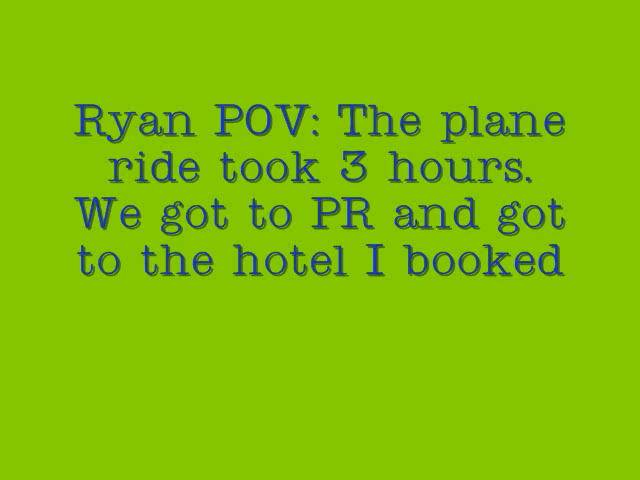 Ryan POV: The plane
ride took 3 hours.
We got to PR and got
to the hotel I booked